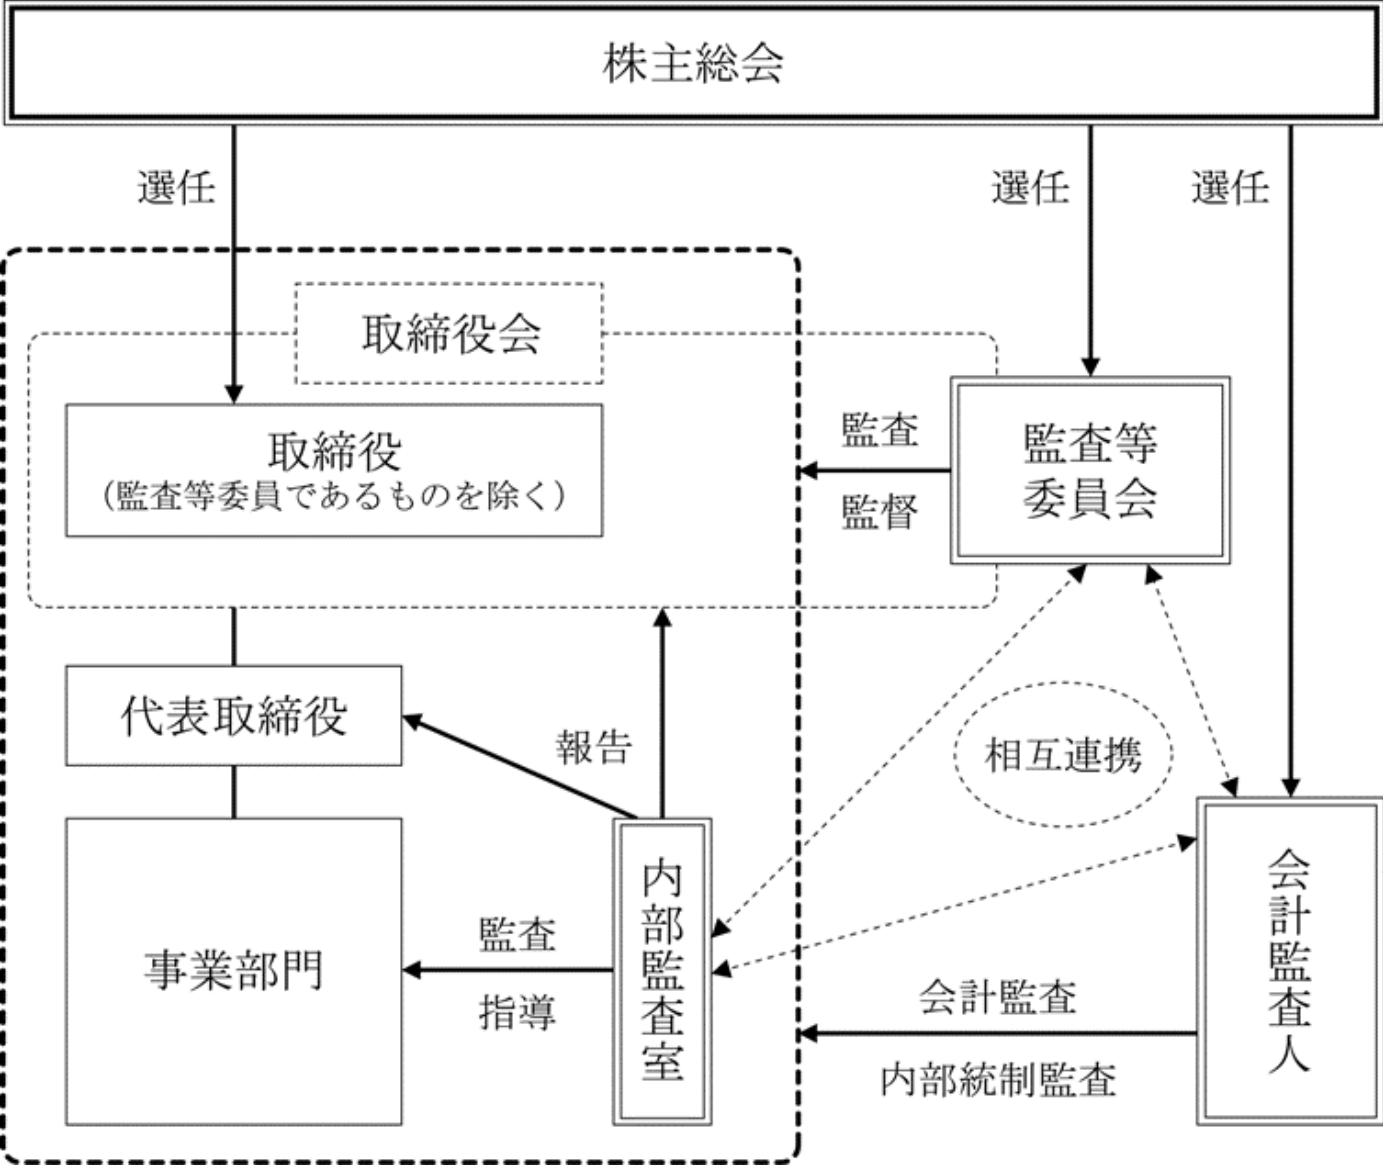 株主総会
選任
選任
選任
取締役会
取締役
（監査等委員であるものを除く）
監査
監督
監査等
委員会
代表取締役
報告
相互連携
事業部門
監査
指導
内部監査室
会計監査
内部統制監査
会計監査人